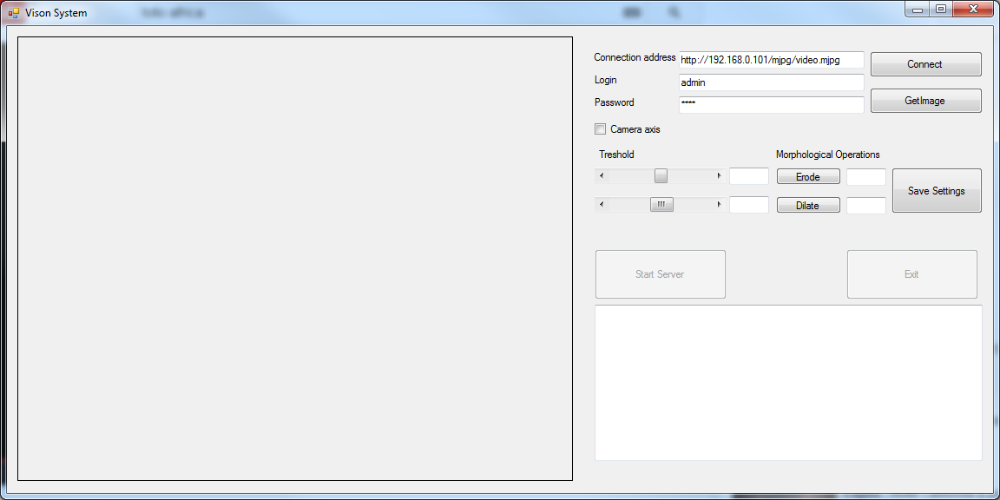 Vison System
Connection address http://192.168.0.101/mjpg/video.mjpg Connect
Login admin
Password **** GetImage
Camera axis
Treshold Morphological Operations
Erode
Save Settings
Dilate
Start Server Exit